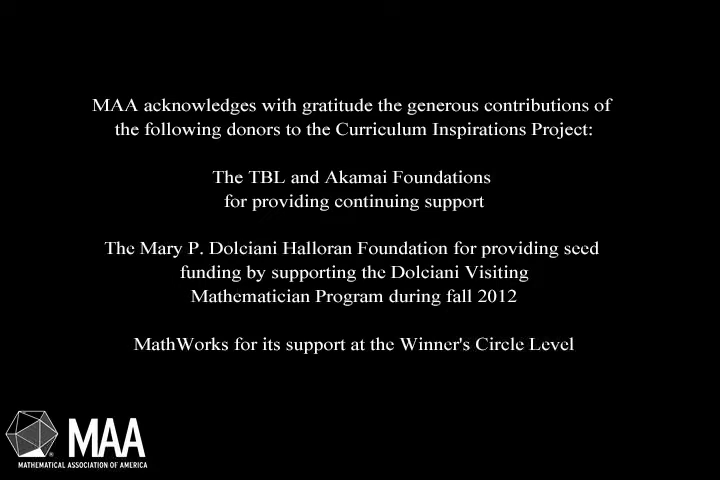 MAA acknowledges with gratitude the generous contributions of
the following donors to the Curriculum Inspirations Project:
The TBL and Akamai Foundations
for providing continuing support
The Mary P. Dolciani Halloran Foundation for providing seed
funding by supporting the Dolciani Visiting
Mathematician Program during fall 2012
MathWorks for its support at the Winner's Circle Level
® MAA
MATHEMATICAL ASSOCIATION OF AMERICA